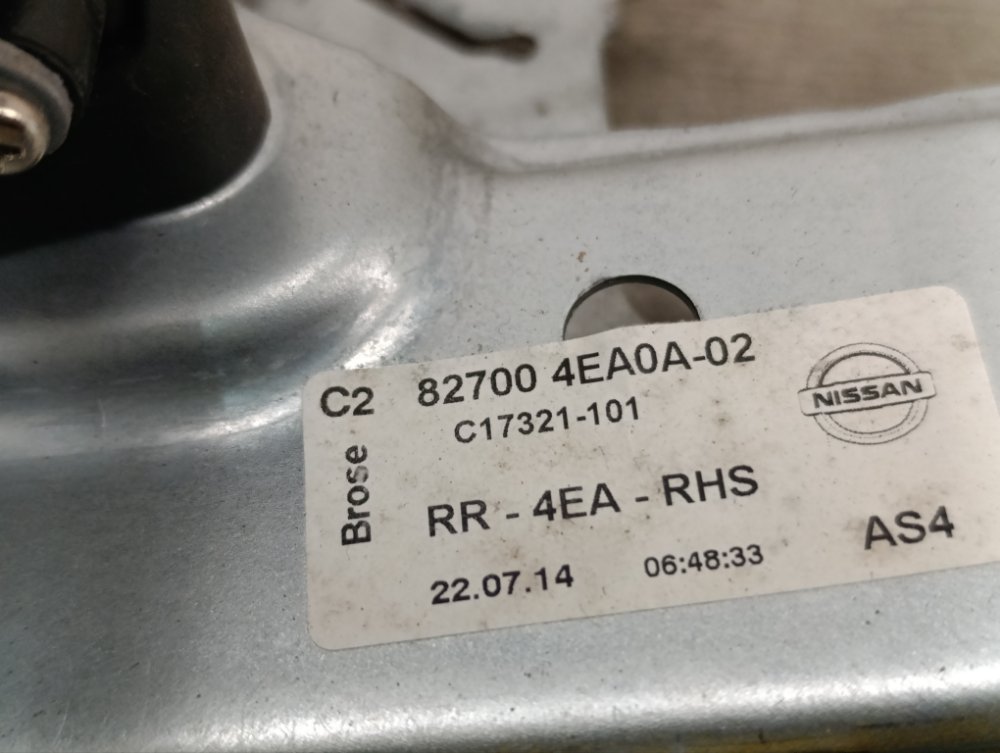 C2 82700 4EA0A-02
C17321-101
NISSAN
Brose
RR - 4EA - RHS
22.07.14 06:48:33 AS4